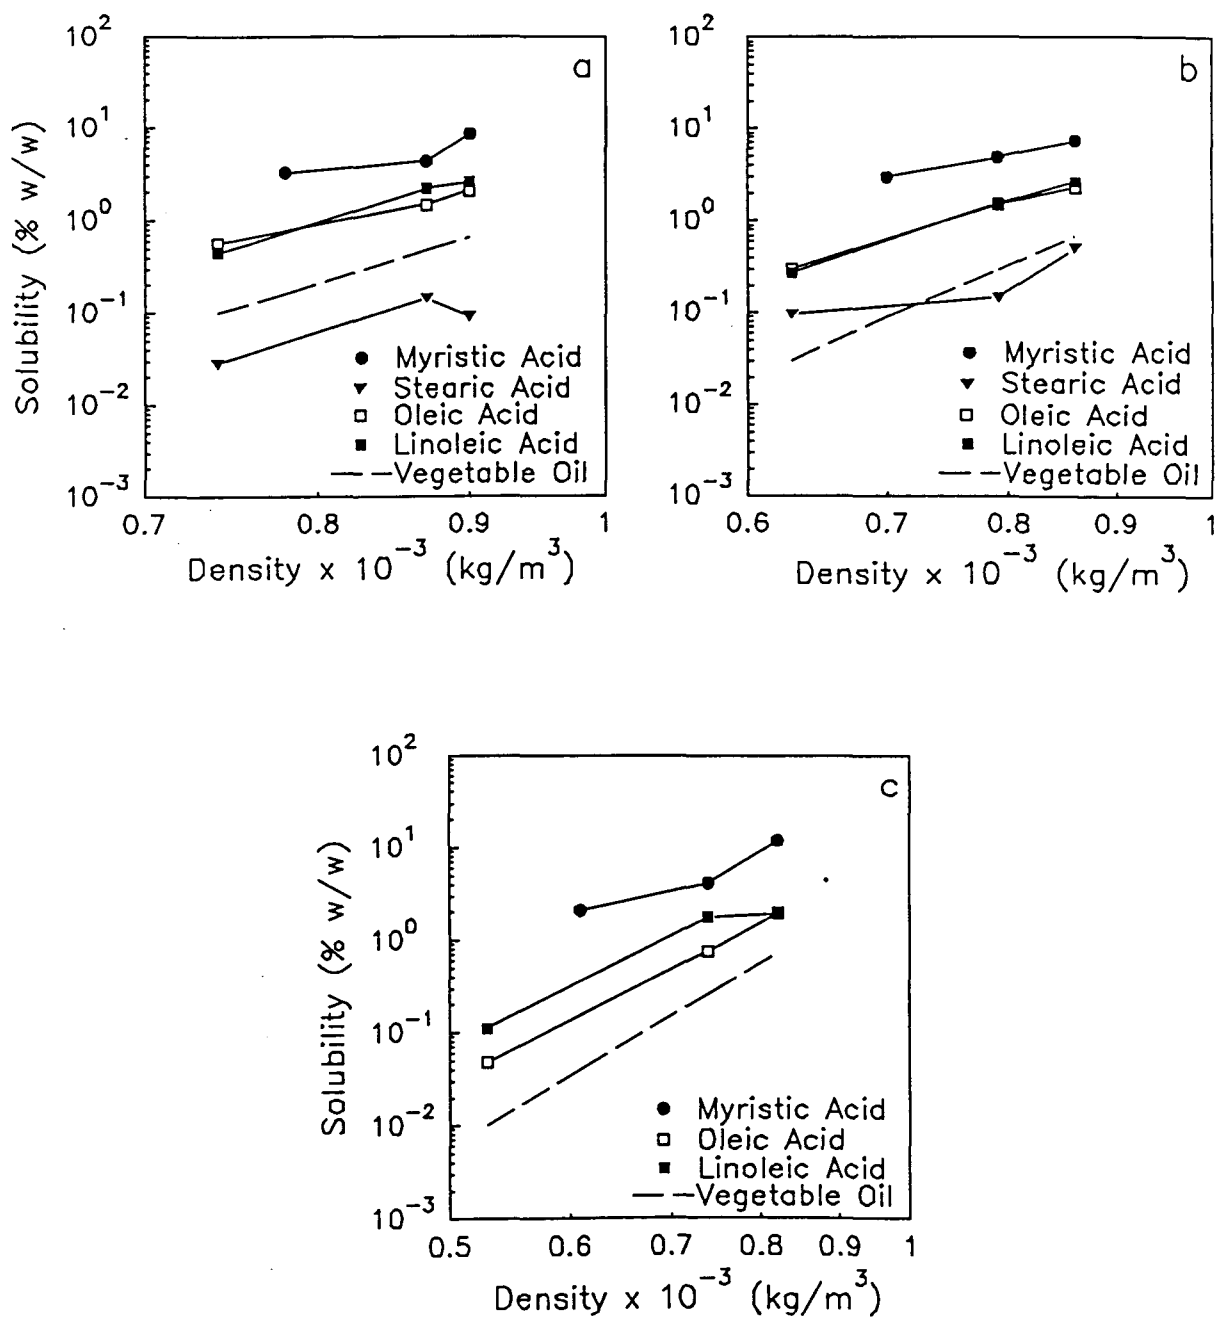 a
Solubility (% w/w)
10²
10¹
10⁰
10⁻¹
10⁻²
10⁻³
Myristic Acid
Stearic Acid
Oleic Acid
Linoleic Acid
Vegetable Oil
0.7 0.8 0.9 1
Density x 10⁻³ (kg/m³)
b
10²
10¹
10⁰
10⁻¹
10⁻²
10⁻³
Myristic Acid
Stearic Acid
Oleic Acid
Linoleic Acid
Vegetable Oil
0.6 0.7 0.8 0.9 1
Density x 10⁻³ (kg/m³)
c
Solubility (% w/w)
10²
10¹
10⁰
10⁻¹
10⁻²
10⁻³
Myristic Acid
Oleic Acid
Linoleic Acid
Vegetable Oil
0.5 0.6 0.7 0.8 0.9 1
Density x 10⁻³ (kg/m³)